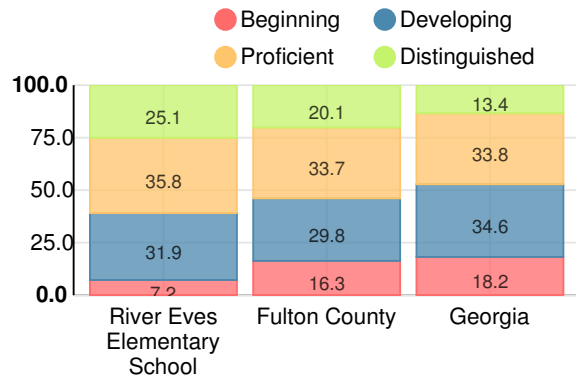 Beginning Developing
Proficient Distinguished
100.0
75.0
50.0
25.0
0.0
25.1 20.1 13.4
35.8 33.7 33.8
31.9 29.8 34.6
7.2 16.3 18.2
River Eves Elementary School
Fulton County
Georgia